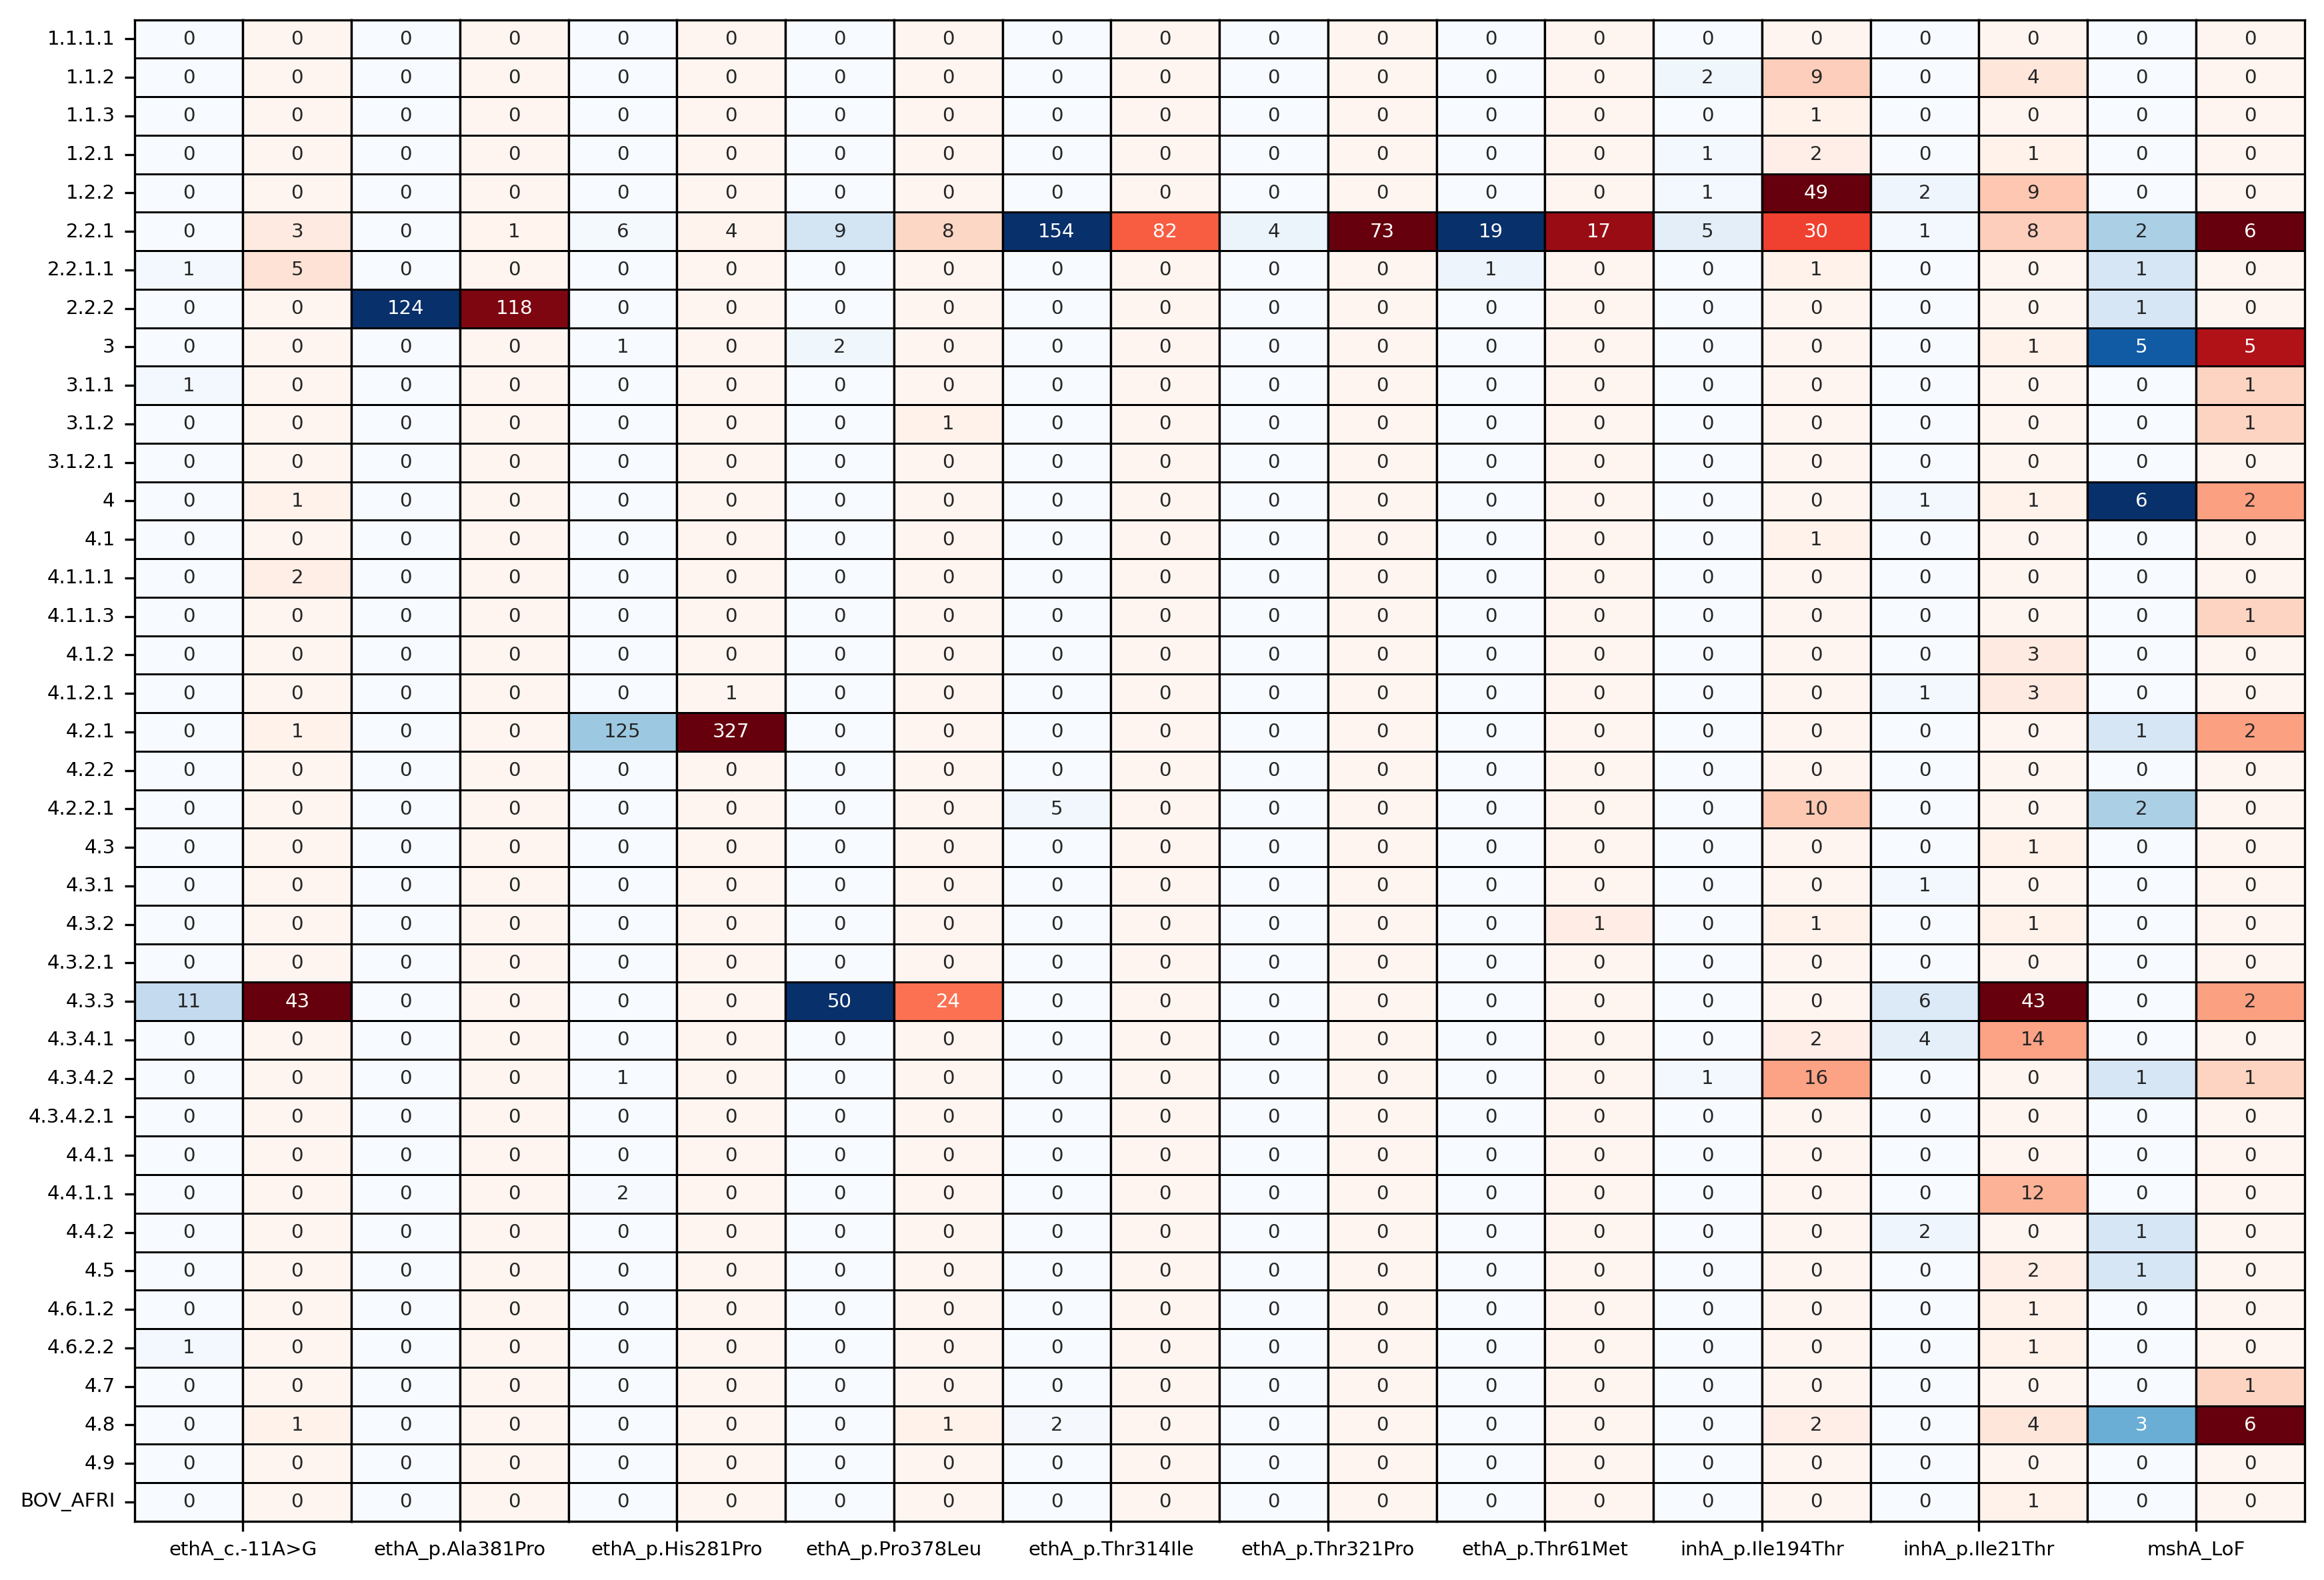 1.1.1.1 0 0 0 0 0 0 0 0 0 0 0 0 0 0 0 0 0 0 0 0
1.1.2 0 0 0 0 0 0 0 0 0 0 0 0 0 0 2 9 0 4 0 0
1.1.3 0 0 0 0 0 0 0 0 0 0 0 0 0 0 0 1 0 0 0 0
1.2.1 0 0 0 0 0 0 0 0 0 0 0 0 0 0 1 2 0 1 0 0
1.2.2 0 0 0 0 0 0 0 0 0 0 0 0 0 0 1 49 2 9 0 0
2.2.1 0 3 0 1 6 4 9 8 154 82 4 73 19 17 5 30 1 8 2 6
2.2.1.1 1 5 0 0 0 0 0 0 0 0 0 0 1 0 0 1 0 0 1 0
2.2.2 0 0 124 118 0 0 0 0 0 0 0 0 0 0 0 0 0 0 1 0
3 0 0 0 0 1 0 2 0 0 0 0 0 0 0 0 0 0 1 5 5
3.1.1 1 0 0 0 0 0 0 0 0 0 0 0 0 0 0 0 0 0 0 1
3.1.2 0 0 0 0 0 0 0 1 0 0 0 0 0 0 0 0 0 0 0 1
3.1.2.1 0 0 0 0 0 0 0 0 0 0 0 0 0 0 0 0 0 0 0 0
4 0 1 0 0 0 0 0 0 0 0 0 0 0 0 0 0 1 1 6 2
4.1 0 0 0 0 0 0 0 0 0 0 0 0 0 0 0 1 0 0 0 0
4.1.1.1 0 2 0 0 0 0 0 0 0 0 0 0 0 0 0 0 0 0 0 0
4.1.1.3 0 0 0 0 0 0 0 0 0 0 0 0 0 0 0 0 0 0 0 1
4.1.2 0 0 0 0 0 0 0 0 0 0 0 0 0 0 0 0 0 3 0 0
4.1.2.1 0 0 0 0 0 1 0 0 0 0 0 0 0 0 0 0 1 3 0 0
4.2.1 0 1 0 0 125 327 0 0 0 0 0 0 0 0 0 0 0 0 1 2
4.2.2 0 0 0 0 0 0 0 0 0 0 0 0 0 0 0 0 0 0 0 0
4.2.2.1 0 0 0 0 0 0 0 0 5 0 0 0 0 0 0 10 0 0 2 0
4.3 0 0 0 0 0 0 0 0 0 0 0 0 0 0 0 0 0 1 0 0
4.3.1 0 0 0 0 0 0 0 0 0 0 0 0 0 0 0 0 1 0 0 0
4.3.2 0 0 0 0 0 0 0 0 0 0 0 0 0 1 0 1 0 1 0 0
4.3.2.1 0 0 0 0 0 0 0 0 0 0 0 0 0 0 0 0 0 0 0 0
4.3.3 11 43 0 0 0 0 50 24 0 0 0 0 0 0 0 0 6 43 0 2
4.3.4.1 0 0 0 0 0 0 0 0 0 0 0 0 0 0 0 2 4 14 0 0
4.3.4.2 0 0 0 0 1 0 0 0 0 0 0 0 0 0 1 16 0 0 1 1
4.3.4.2.1 0 0 0 0 0 0 0 0 0 0 0 0 0 0 0 0 0 0 0 0
4.4.1 0 0 0 0 0 0 0 0 0 0 0 0 0 0 0 0 0 0 0 0
4.4.1.1 0 0 0 0 2 0 0 0 0 0 0 0 0 0 0 0 0 12 0 0
4.4.2 0 0 0 0 0 0 0 0 0 0 0 0 0 0 0 0 2 0 1 0
4.5 0 0 0 0 0 0 0 0 0 0 0 0 0 0 0 0 0 2 1 0
4.6.1.2 0 0 0 0 0 0 0 0 0 0 0 0 0 0 0 0 0 1 0 0
4.6.2.2 1 0 0 0 0 0 0 0 0 0 0 0 0 0 0 0 0 1 0 0
4.7 0 0 0 0 0 0 0 0 0 0 0 0 0 0 0 0 0 0 0 1
4.8 0 1 0 0 0 0 0 1 2 0 0 0 0 0 0 2 0 4 3 6
4.9 0 0 0 0 0 0 0 0 0 0 0 0 0 0 0 0 0 0 0 0
BOV_AFRI 0 0 0 0 0 0 0 0 0 0 0 0 0 0 0 0 0 1 0 0
ethA_c.-11A>G ethA_p.Ala381Pro ethA_p.His281Pro ethA_p.Pro378Leu ethA_p.Thr314Ile ethA_p.Thr321Pro ethA_p.Thr61Met inhA_p.Ile194Thr inhA_p.Ile21Thr mshA_LoF